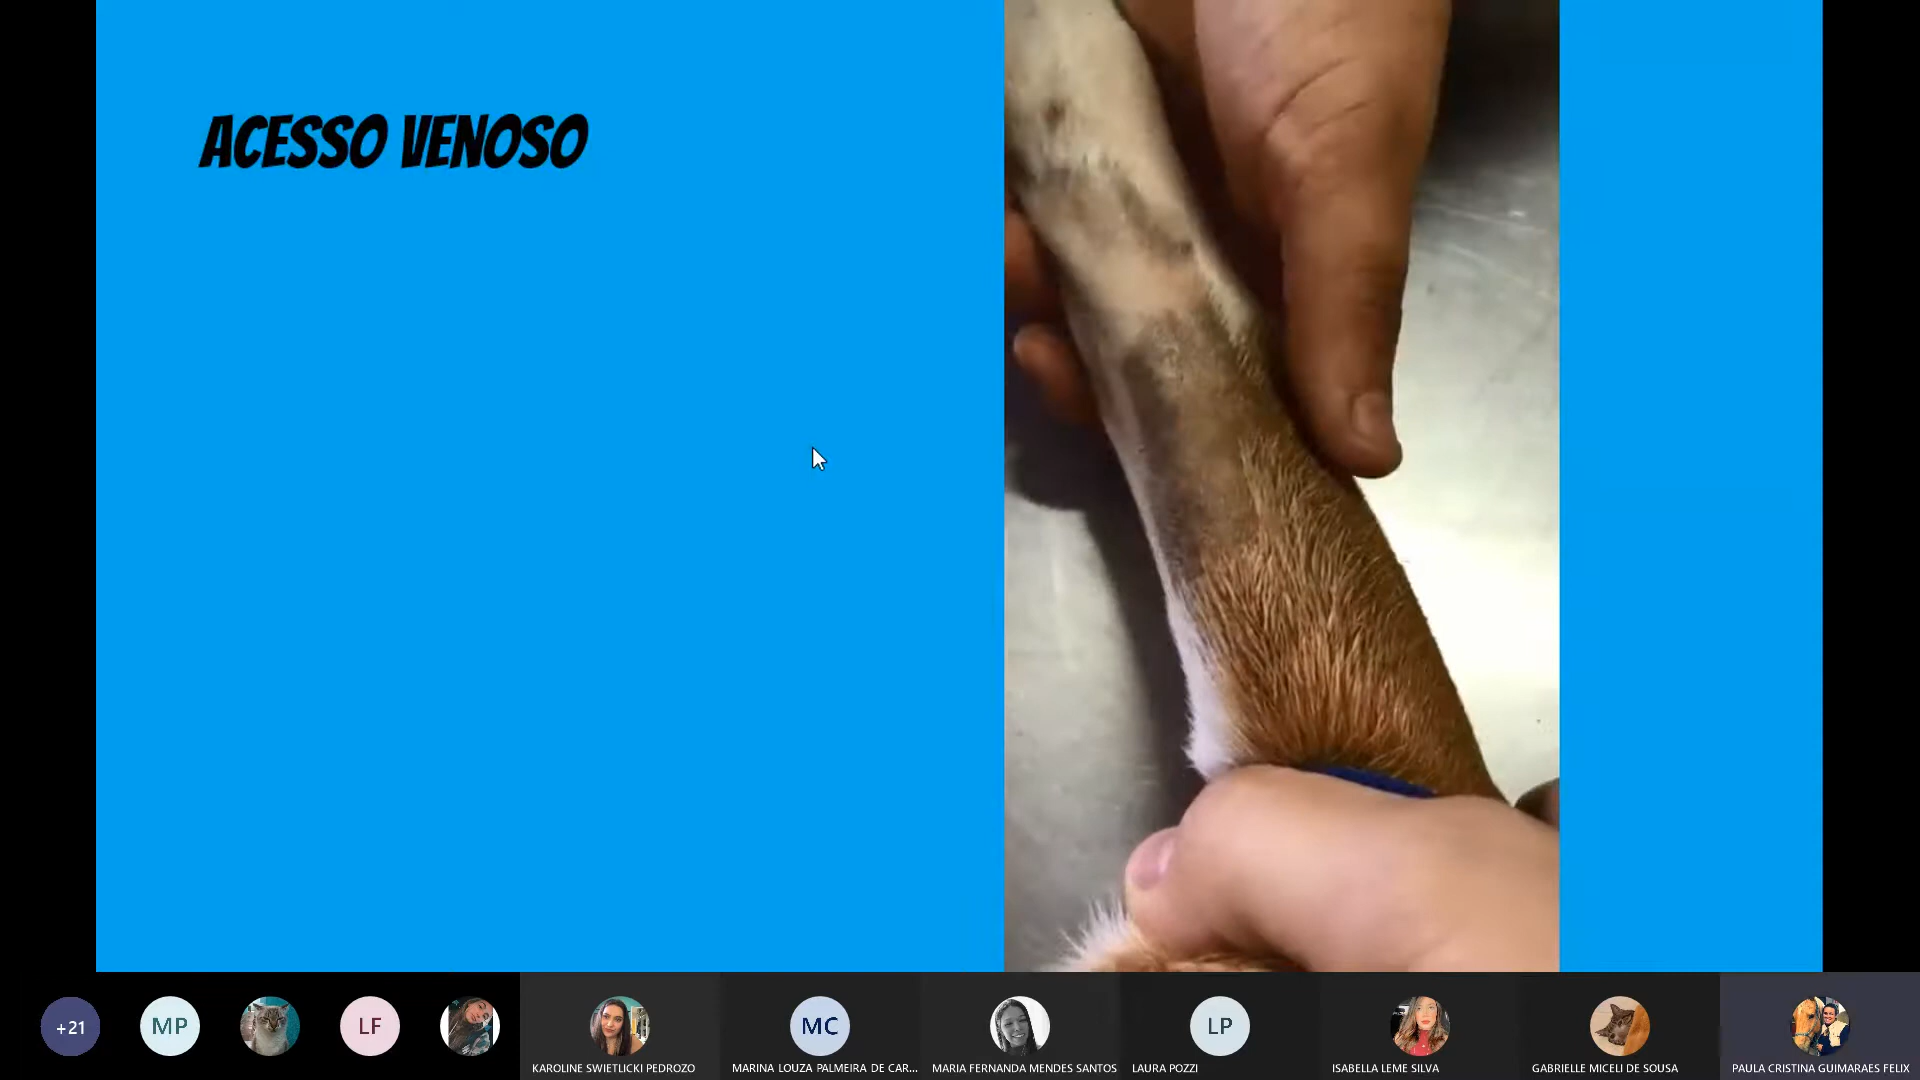 ACESSO VENOSO
+21
MP
LF
MC
LP
KAROLINE SWIETLICKI PEDROZO
MARINA LOUZA PALMEIRA DE CAR...
MARIA FERNANDA MENDES SANTOS
LAURA POZZI
ISABELLA LEME SILVA
GABRIELLE MICELI DE SOUSA
PAULA CRISTINA GUIMARAES FELIX